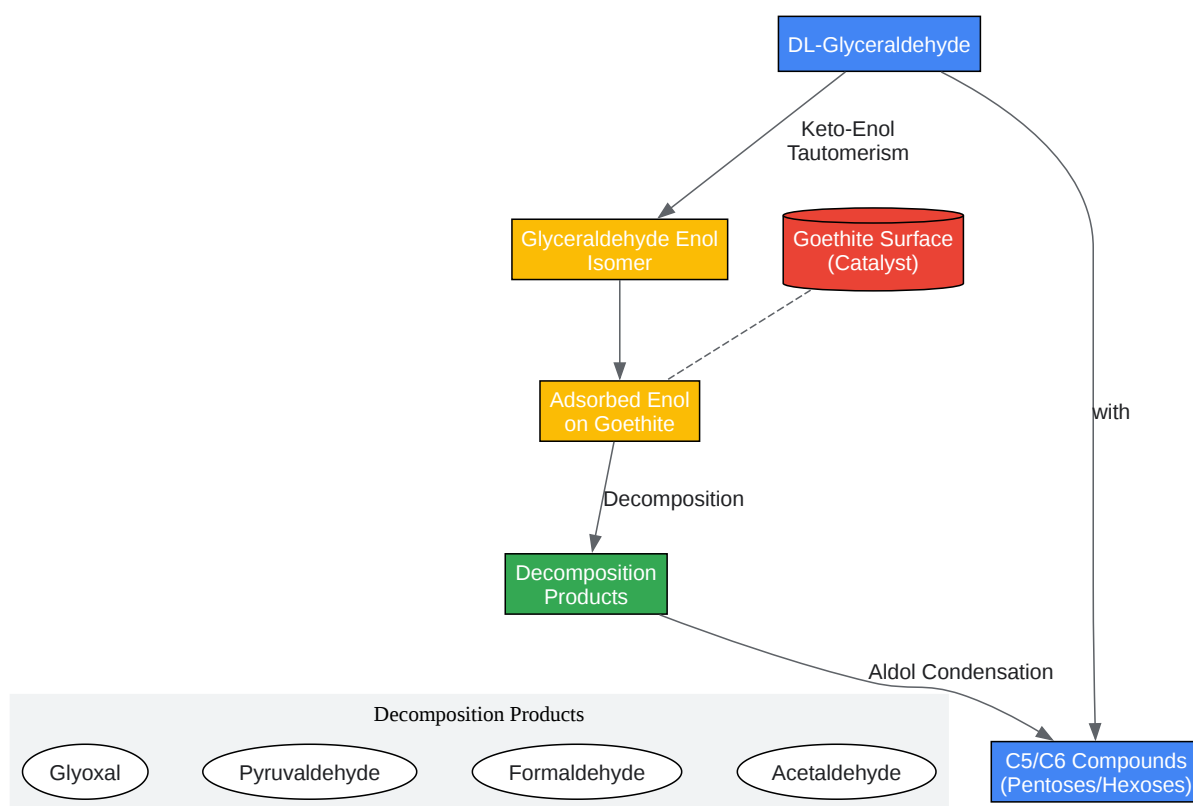 DL-Glyceraldehyde
Keto-Enol
Tautomerism
Glyceraldehyde Enol
Isomer
Goethite Surface
(Catalyst)
Adsorbed Enol
on Goethite
with
Decomposition
Decomposition
Products
Aldol Condensation
Decomposition Products
Glyoxal
Pyruvaldehyde
Formaldehyde
Acetaldehyde
C5/C6 Compounds
(Pentoses/Hexoses)